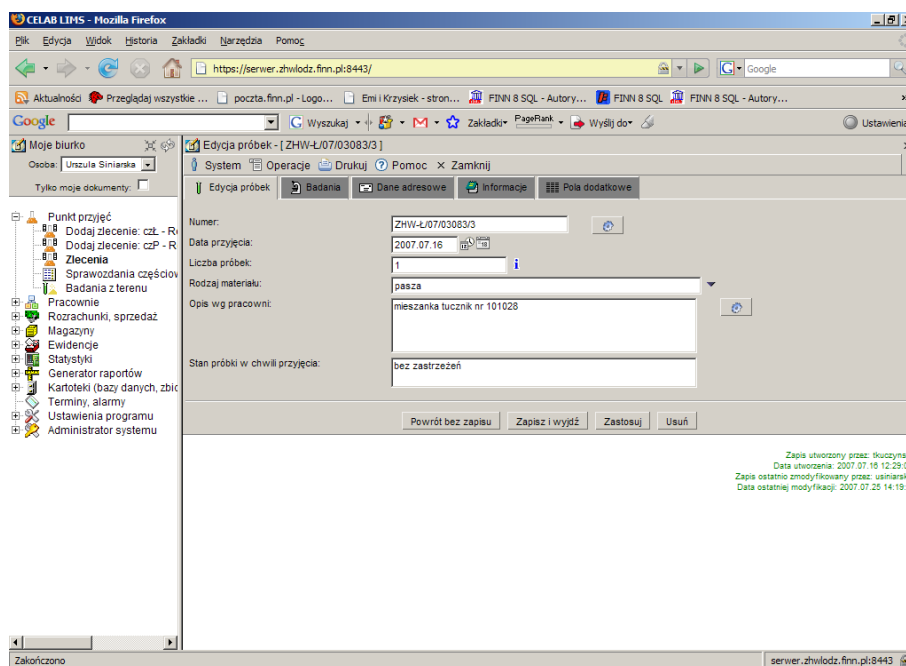 CELAB LIMS - Mozilla Firefox
Plik Edycja Widok Historia Zakładki Narzędzia Pomoc
https://serwer.zhwlodz.finn.pl:8443/
G Google
Aktualności Przeglądaj wszystkie ... poczta.finn.pl - Logo... Emi i Krzysiek - stron... FINN 8 SQL - Autory... FINN 8 SQL FINN 8 SQL - Autory...
Google G Wyszukaj Zakładki PageRank Wyślij do Ustawienia
Moje biurko
Osoba: Urszula Siniarska
Tylko moje dokumenty:
Punkt przyjęć
Dodaj zlecenie: czŁ - R
Dodaj zlecenie: czP - R
Zlecenia
Sprawozdania częściow
Badania z terenu
Pracownie
Rozrachunki, sprzedaż
Magazyny
Ewidencje
Statystyki
Generator raportów
Kartoteki (bazy danych, zbio
Terminy, alarmy
Ustawienia programu
Administrator systemu
Edycja próbek - [ ZHW-Ł/07/03083/3 ]
System Operacje Drukuj Pomoc Zamknij
Edycja próbek Badania Dane adresowe Informacje Pola dodatkowe
Numer: ZHW-Ł/07/03083/3
Data przyjęcia: 2007.07.16
Liczba próbek: 1
Rodzaj materiału: pasza
Opis wg pracowni: mieszanka tucznik nr 101028
Stan próbki w chwili przyjęcia: bez zastrzeżeń
Powrót bez zapisu Zapisz i wyjdź Zastosuj Usuń
Zapis utworzony przez: tkuczyns
Data utworzenia: 2007.07.16 12:29:0
Zapis ostatnio zmodyfikowany przez: usiniarsk
Data ostatniej modyfikacji: 2007.07.25 14:19:
Zakończono serwer.zhwlodz.finn.pl:8443